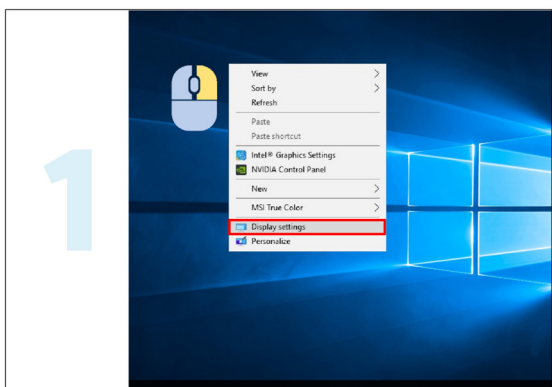 1
View
Sort by
Refresh
Paste
Paste shortcut
Intel® Graphics Settings
NVIDIA Control Panel
New
MSI True Color
Display settings
Personalize